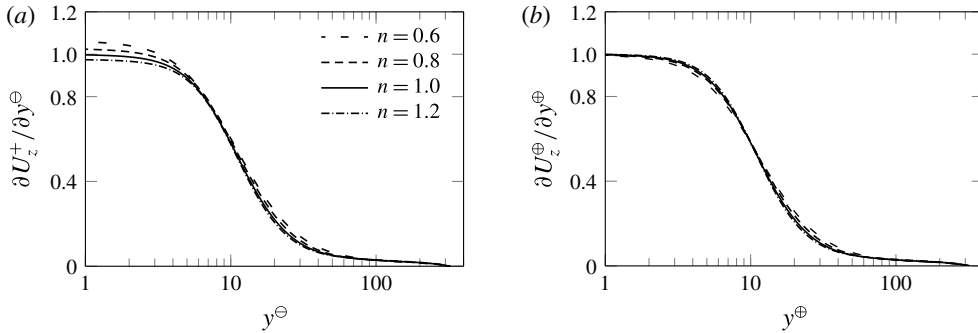 (a)
1.2
1.0
0.8
0.4
0
1 10 100
∂U_z^+/∂y^⊖
y^⊖
n = 0.6
n = 0.8
n = 1.0
n = 1.2
(b)
1.2
1.0
0.8
0.4
0
1 10 100
∂U_z^⊕/∂y^⊕
y^⊕